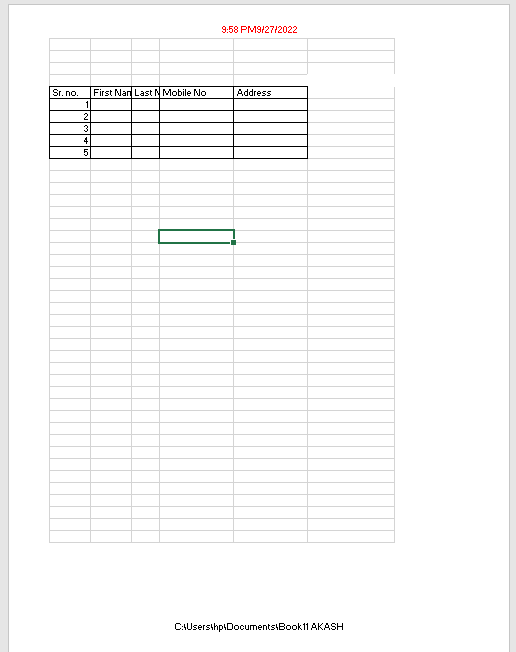 9:58 PM9/27/2022
Sr. no. First Nan Last N Mobile No Address
1
2
3
4
5
C:\Users\hp\Documents\Book11 AKASH